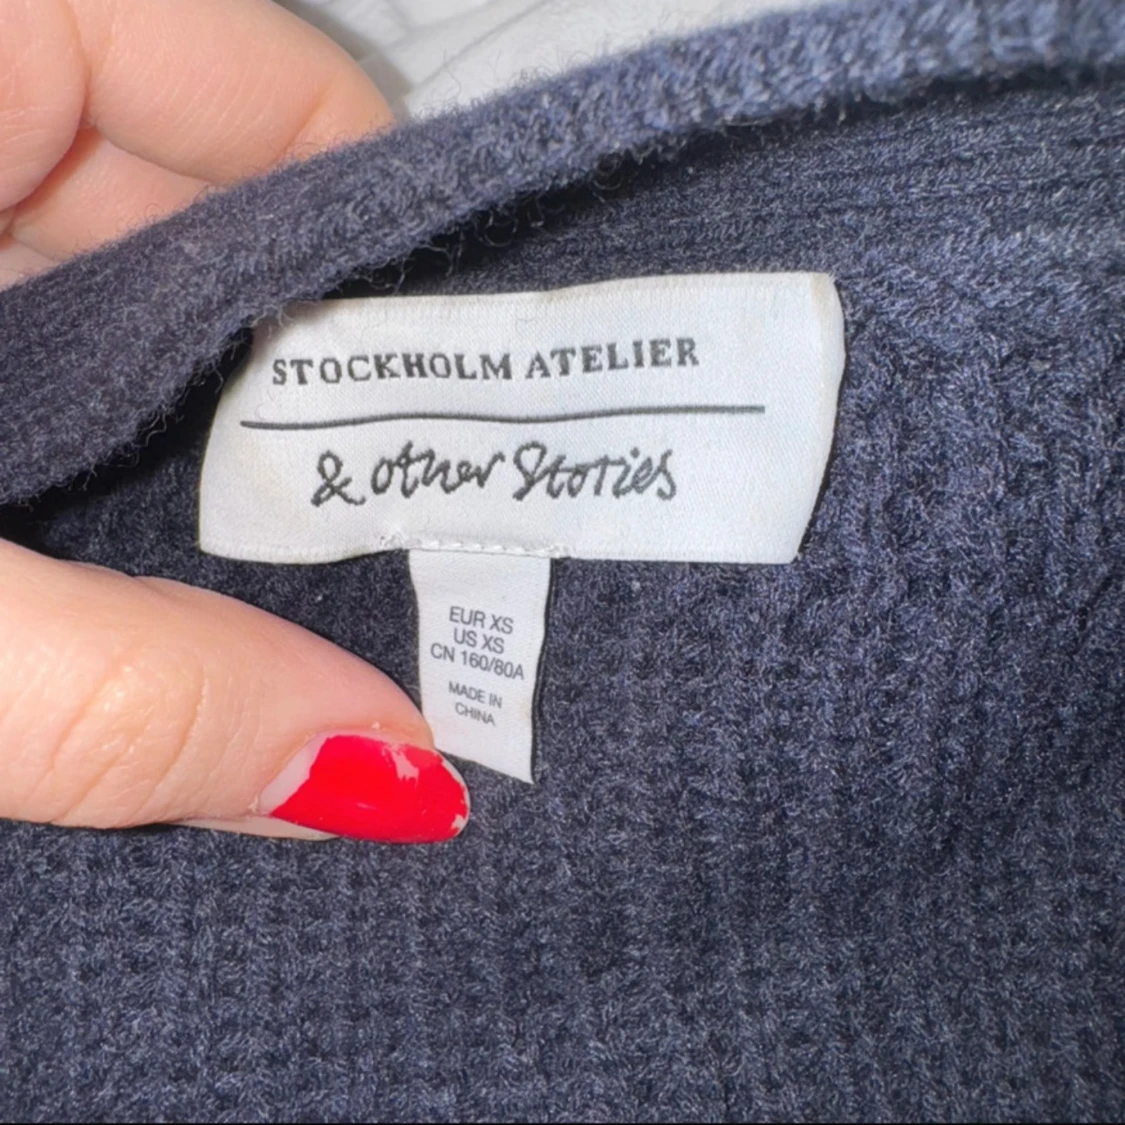 STOCKHOLM ATELIER
& other Stories
EUR XS
US XS
CN 160/80A
MADE IN
CHINA